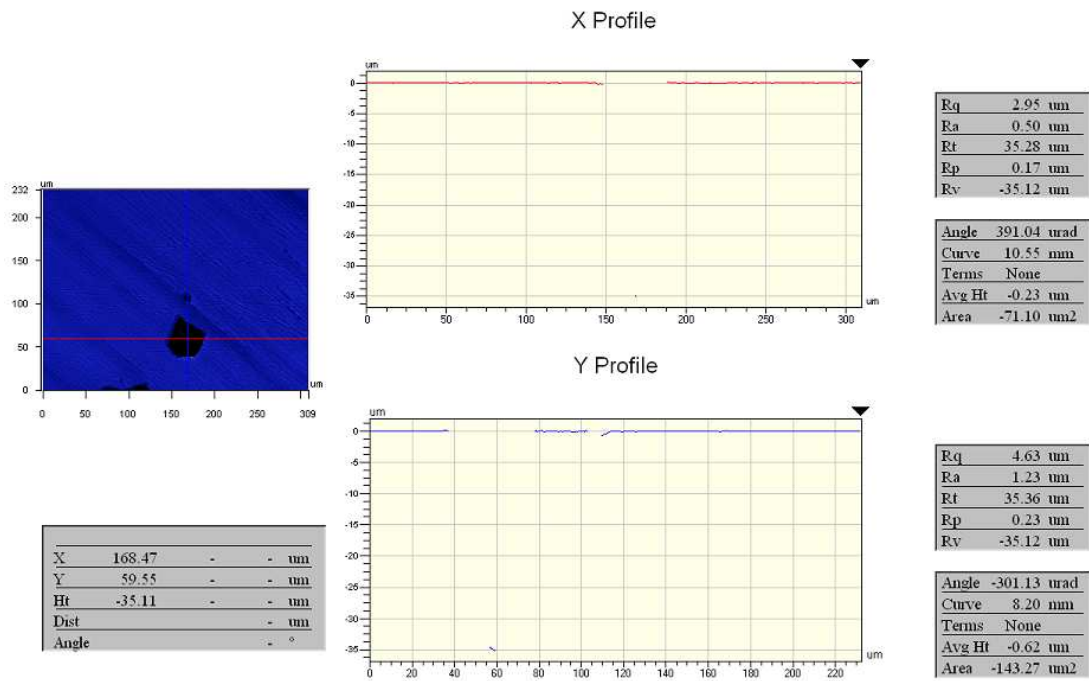 X Profile
um
0
-5
-10
-15
-20
-25
-30
-35
um
0 50 100 150 200 250 300
Rq 2.95 um
Ra 0.50 um
Rt 35.28 um
Rp 0.17 um
Rv -35.12 um
Angle 391.04 urad
Curve 10.55 mm
Terms None
Avg Ht -0.23 um
Area -71.10 um2
um
232
200
150
100
50
0
um
0 50 100 150 200 250 309
Y Profile
um
0
-5
-10
-15
-20
-25
-30
-35
um
0 20 40 60 80 100 120 140 160 180 200 220
X 168.47 - - um
Y 59.55 - - um
Ht -35.11 - - um
Dist - um
Angle - °
Rq 4.63 um
Ra 1.23 um
Rt 35.36 um
Rp 0.23 um
Rv -35.12 um
Angle -301.13 urad
Curve 8.20 mm
Terms None
Avg Ht -0.62 um
Area -143.27 um2